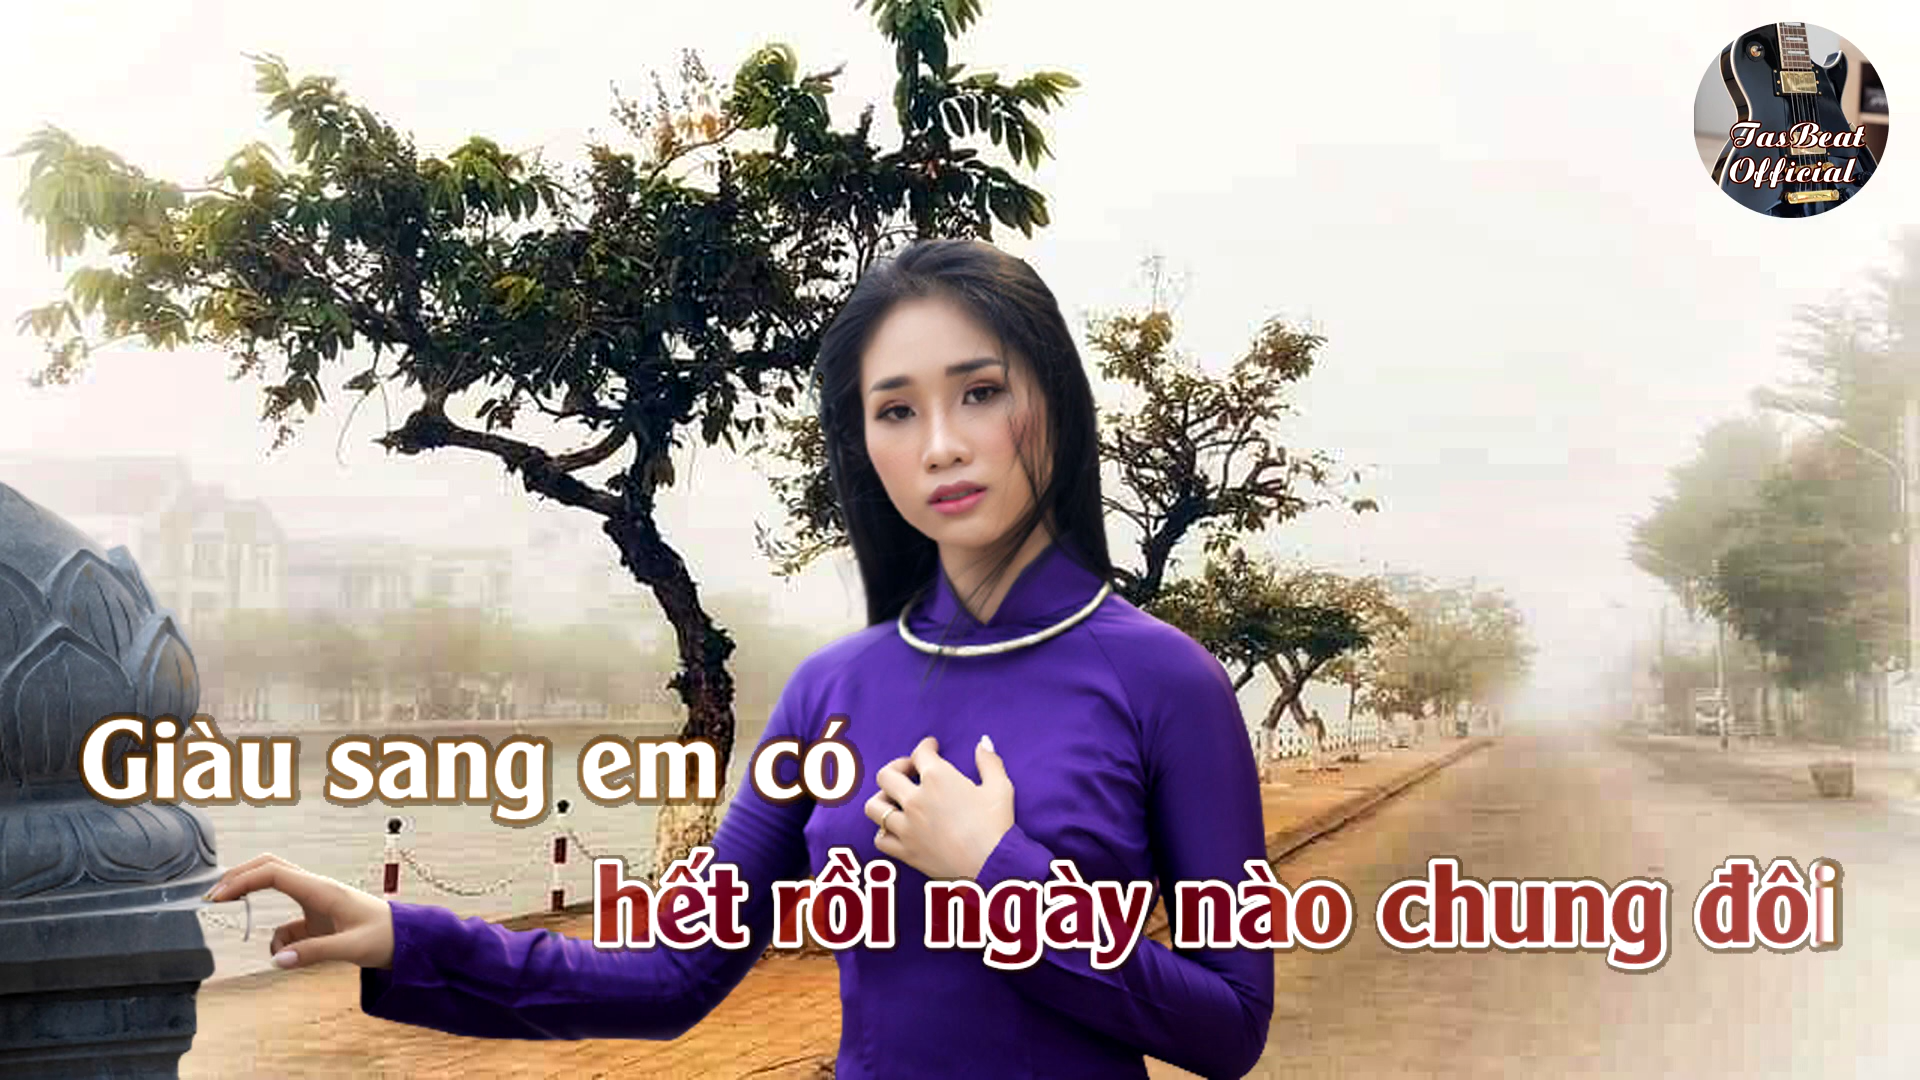 TasBeat
Official
Giàu sang em có
hết rồi ngày nào chung đôi